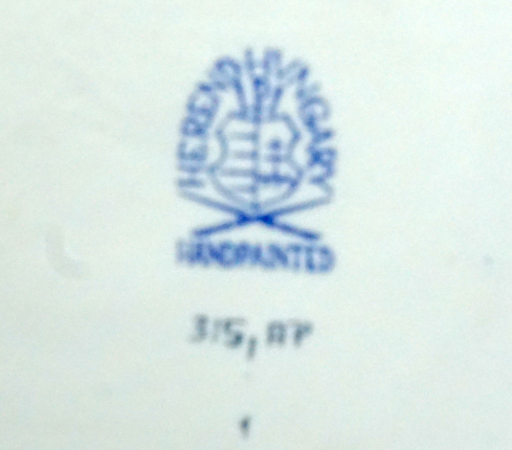 HEREND HUNGARY
HANDPAINTED
315, AP